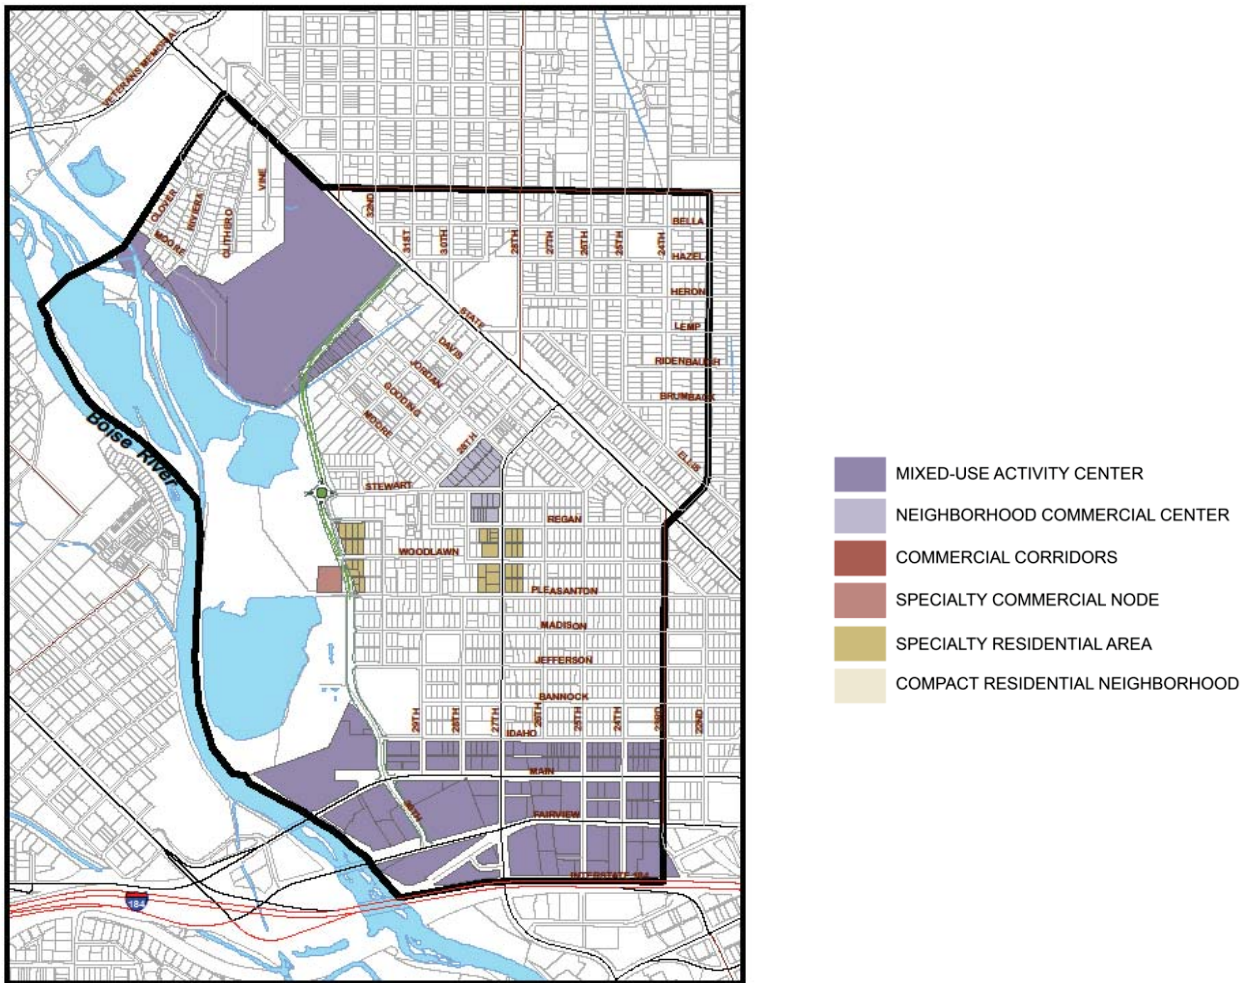 VETERANS MEMORIAL
CLOVER
RIVIERA
CLITHERO
VINE
MOORE
32ND
31ST
30TH
28TH
27TH
26TH
25TH
24TH
BELLA
HAZEL
HERON
LEMP
RIDENBAUGH
BRUMBACK
STATE
DAVIS
JORDAN
GOODING
MOORE
ELLIS
Boise River
STEWART
REGAN
WOODLAWN
PLEASANTON
MADISON
JEFFERSON
BANNOCK
29TH
28TH
27TH
26TH
25TH
24TH
23RD
22ND
IDAHO
MAIN
30TH
FAIRVIEW
INTERSTATE 184
184
MIXED-USE ACTIVITY CENTER
NEIGHBORHOOD COMMERCIAL CENTER
COMMERCIAL CORRIDORS
SPECIALTY COMMERCIAL NODE
SPECIALTY RESIDENTIAL AREA
COMPACT RESIDENTIAL NEIGHBORHOOD